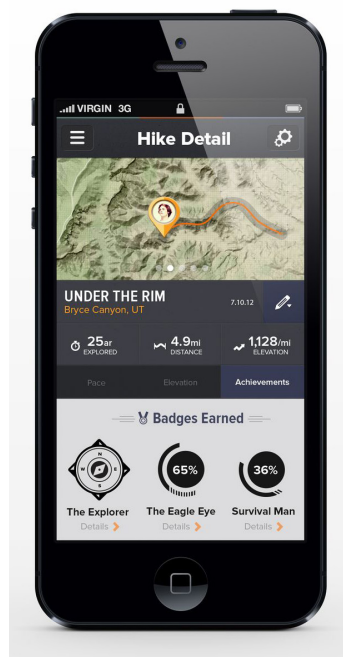 VIRGIN 3G
Hike Detail
UNDER THE RIM
Bryce Canyon, UT
7.10.12
25ar
EXPLORED
4.9mi
DISTANCE
1,128/mi
ELEVATION
Pace
Elevation
Achievements
Badges Earned
N
W
E
S
65%
36%
The Explorer
The Eagle Eye
Survival Man
Details
Details
Details